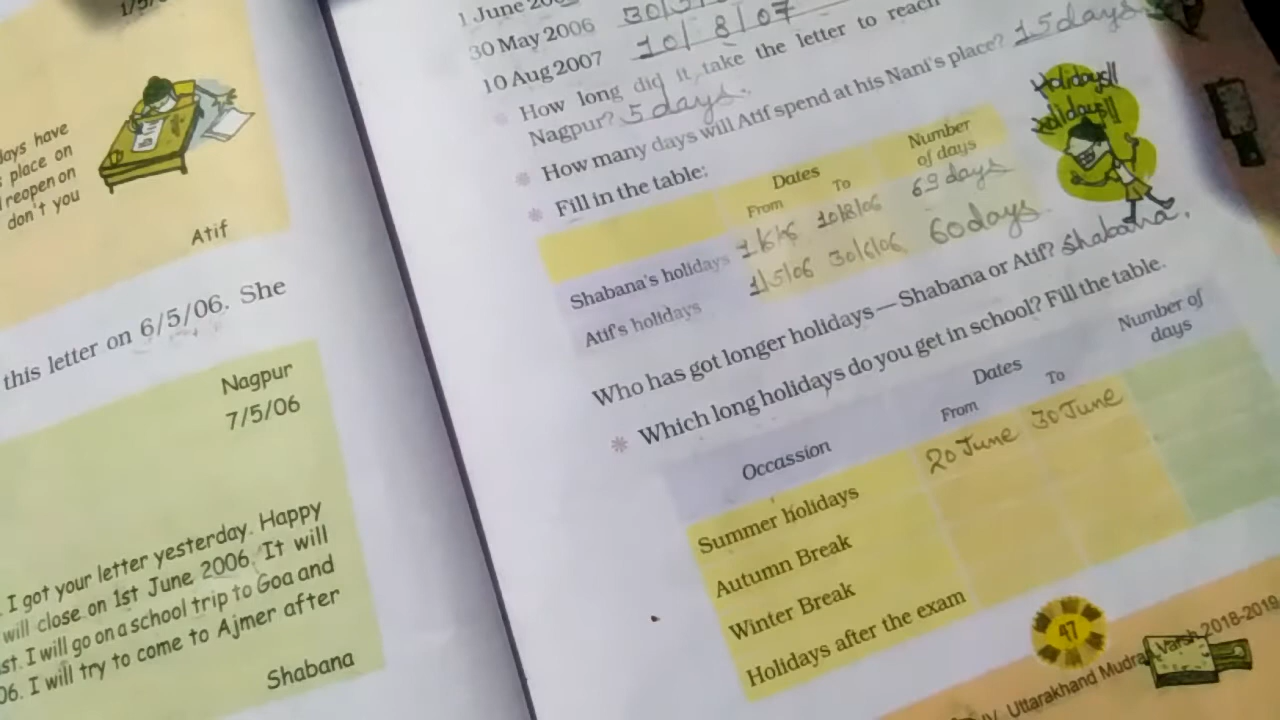 1/5/0
days have
place on
reopen on
don't you
Atif
this letter on 6/5/06. She
Nagpur
7/5/06
I got your letter yesterday. Happy
will close on 1st June 2006. It will
st. I will go on a school trip to Goa and
06. I will try to come to Ajmer after
Shabana
1 June
30 May 2006 30/5/
10 Aug 2007 10/8/07
How long did it take the letter to reach
Nagpur? 5 days.
How many days will Atif spend at his Nani's place? 15 days
Holidays!!
Holidays!!
Fill in the table:
Dates Number of days
From To
Shabana's holidays 1/6/06 10/8/06 69 days
Atif's holidays 1/5/06 30/6/06 60 days
Who has got longer holidays — Shabana or Atif? Shabana.
Which long holidays do you get in school? Fill the table.
Occassion Dates Number of days
From To
Summer holidays 20 June 30 June
Autumn Break
Winter Break
Holidays after the exam
47
Uttarakhand Mudran Varsh 2018-2019